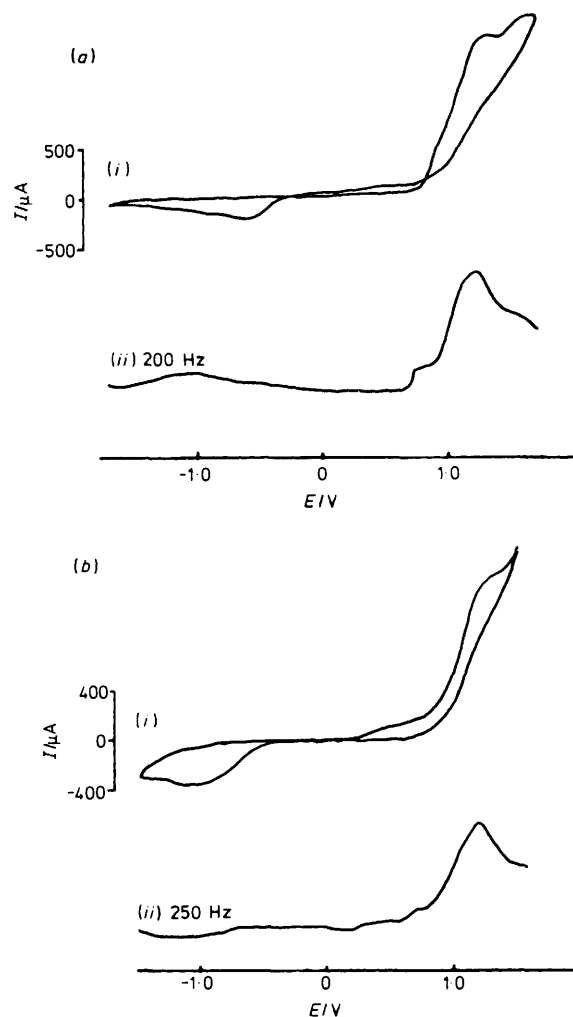 (a)
500
(i)
0
I/μA
-500
(ii) 200 Hz
-1·0 0 1·0
E/V
(b)
400
(i)
0
I/μA
-400
(ii) 250 Hz
-1·0 0 1·0
E/V